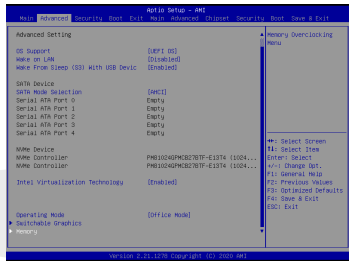 Aptio Setup – AMI
Main Advanced Security Boot Exit Main Advanced Chipset Security Boot Save & Exit
Advanced Setting
OS Support [UEFI OS]
Wake on LAN [Disabled]
Wake From Sleep (S3) With USB Devic [Enabled]
SATA Device
SATA Mode Selection [AHCI]
Serial ATA Port 0 Empty
Serial ATA Port 1 Empty
Serial ATA Port 2 Empty
Serial ATA Port 3 Empty
Serial ATA Port 4 Empty
NVMe Device
NVMe Controller
NVMe Controller
Intel Virtualization Technology [Enabled]
Operating Mode [Office Mode]
Switchable Graphics
Memory
Memory Overclocking
Menu
→←: Select Screen
↑↓: Select Item
Enter: Select
+/-: Change Opt.
F1: General Help
F2: Previous Values
F3: Optimized Defaults
F4: Save & Exit
ESC: Exit
Version 2.21.1278 Copyright (C) 2020 AMI